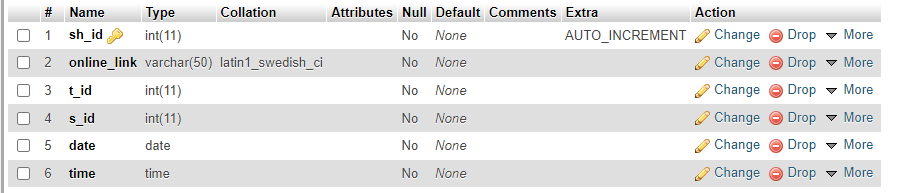 # Name Type Collation Attributes Null Default Comments Extra Action
1 sh_id int(11) No None AUTO_INCREMENT Change Drop More
2 online_link varchar(50) latin1_swedish_ci No None Change Drop More
3 t_id int(11) No None Change Drop More
4 s_id int(11) No None Change Drop More
5 date date No None Change Drop More
6 time time No None Change Drop More